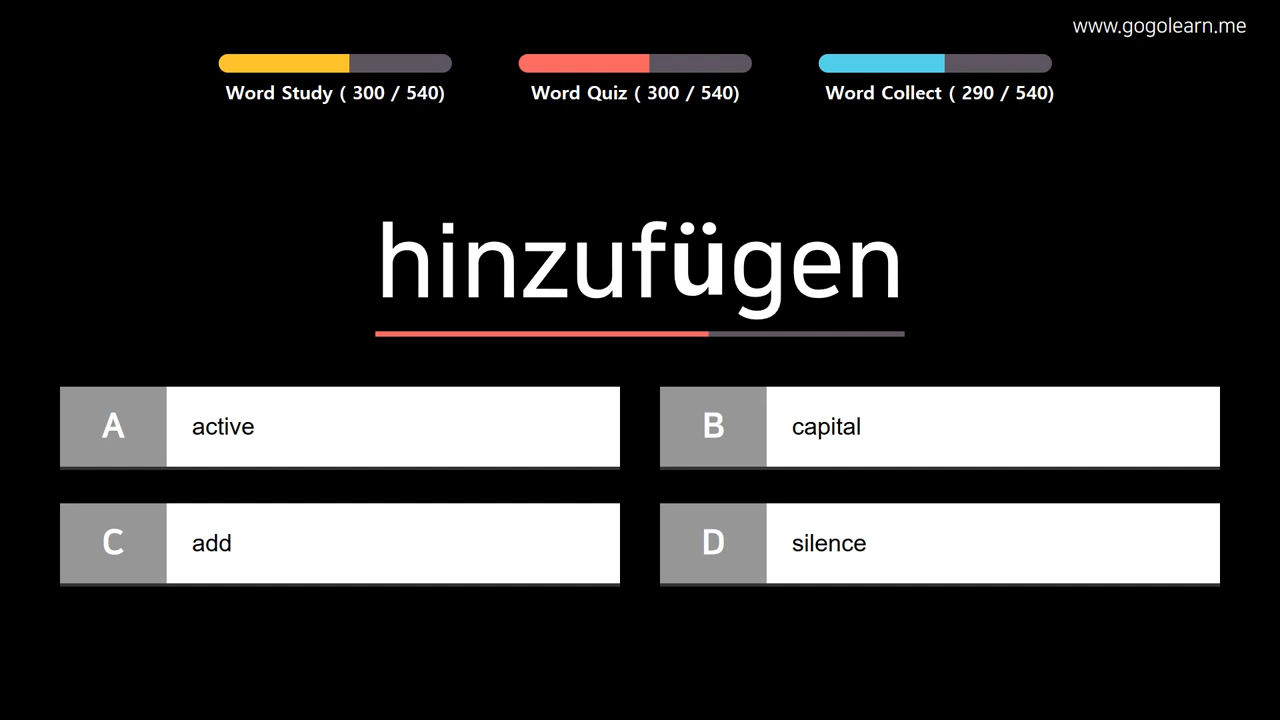 www.gogolearn.me
Word Study ( 300 / 540)
Word Quiz ( 300 / 540)
Word Collect ( 290 / 540)
hinzufügen
A active
B capital
C add
D silence